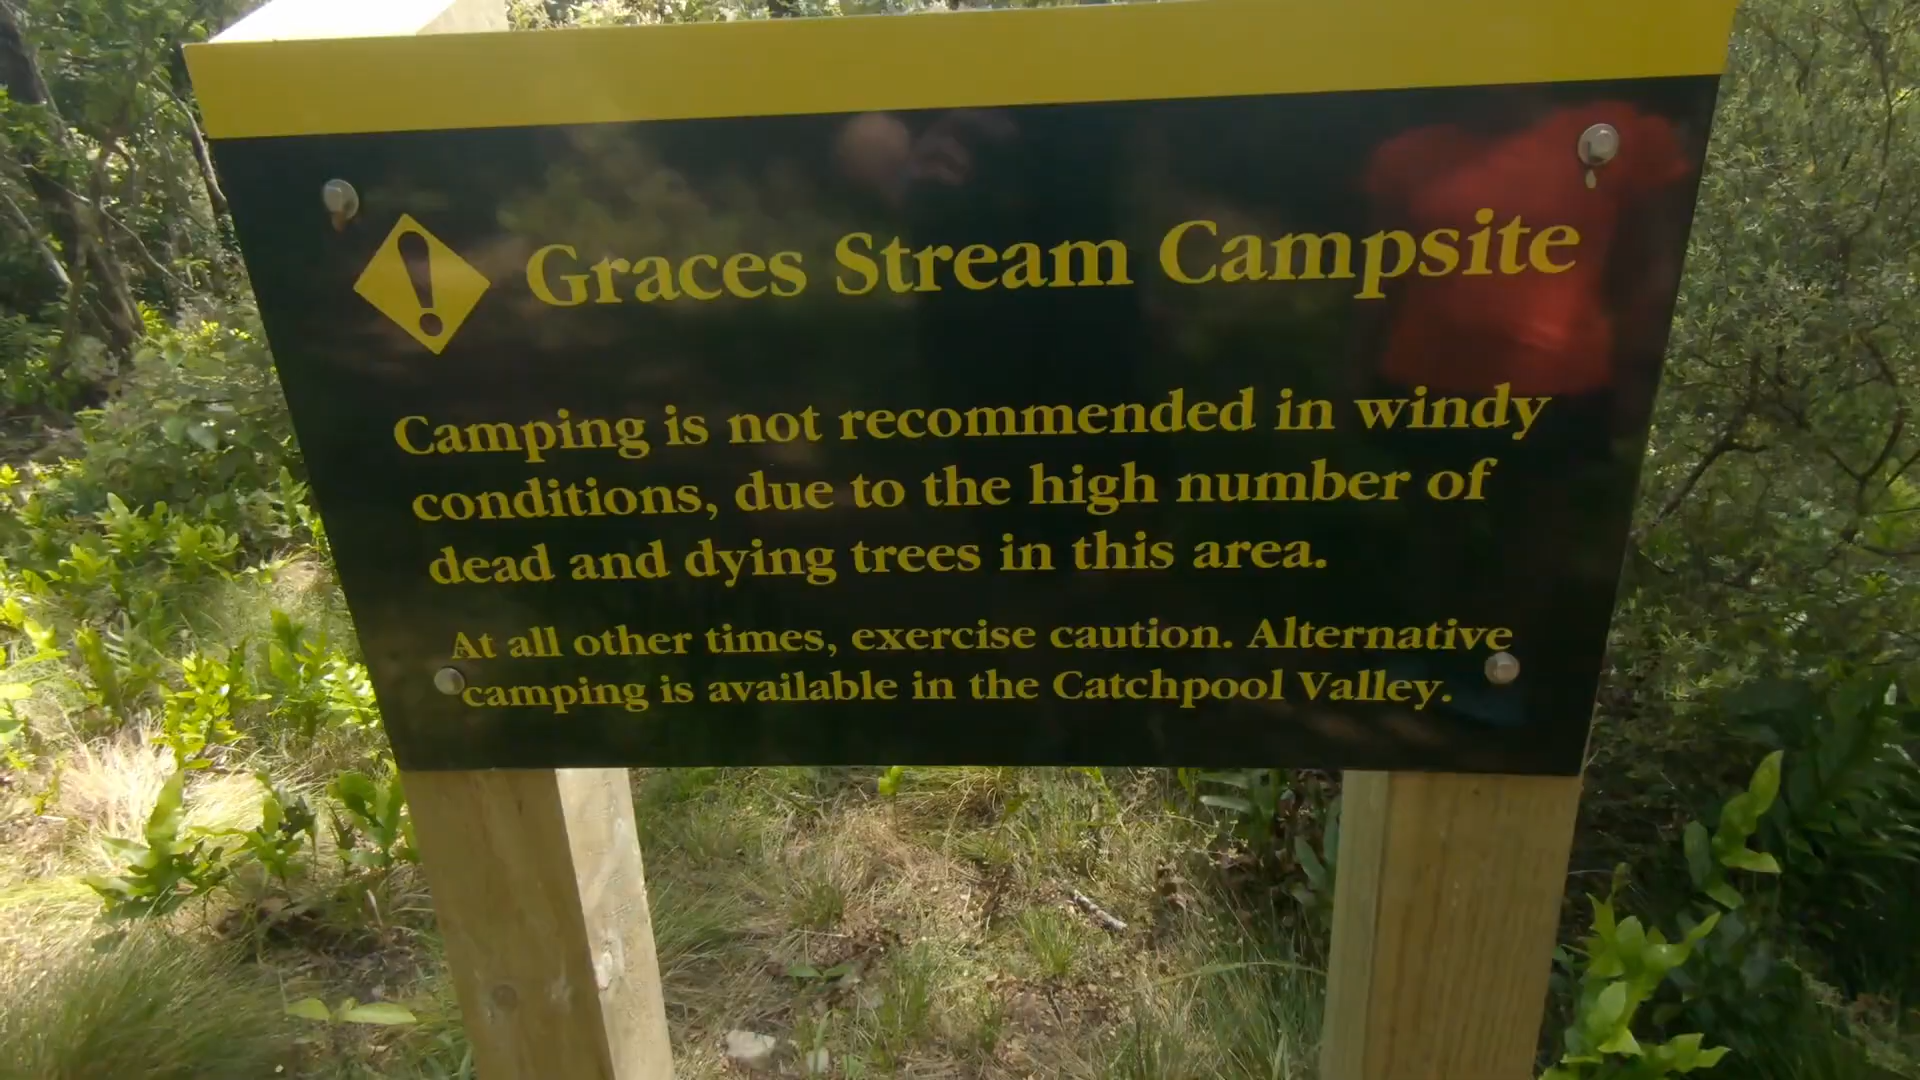 Graces Stream Campsite
Camping is not recommended in windy
conditions, due to the high number of
dead and dying trees in this area.
At all other times, exercise caution. Alternative
camping is available in the Catchpool Valley.